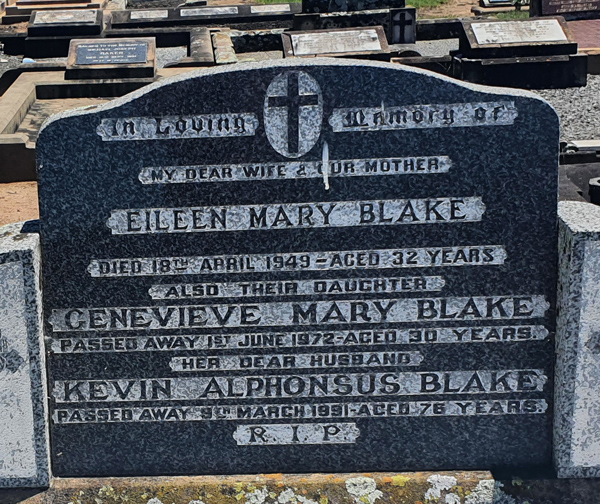 In Loving Memory of
MY DEAR WIFE & OUR MOTHER
EILEEN MARY BLAKE
DIED 18TH APRIL 1949-AGED 32 YEARS
ALSO THEIR DAUGHTER
GENEVIEVE MARY BLAKE
PASSED AWAY 1ST JUNE 1972-AGED 30 YEARS.
HER DEAR HUSBAND
KEVIN ALPHONSUS BLAKE
PASSED AWAY 9TH MARCH 1991-AGED 76 YEARS.
R.I.P.